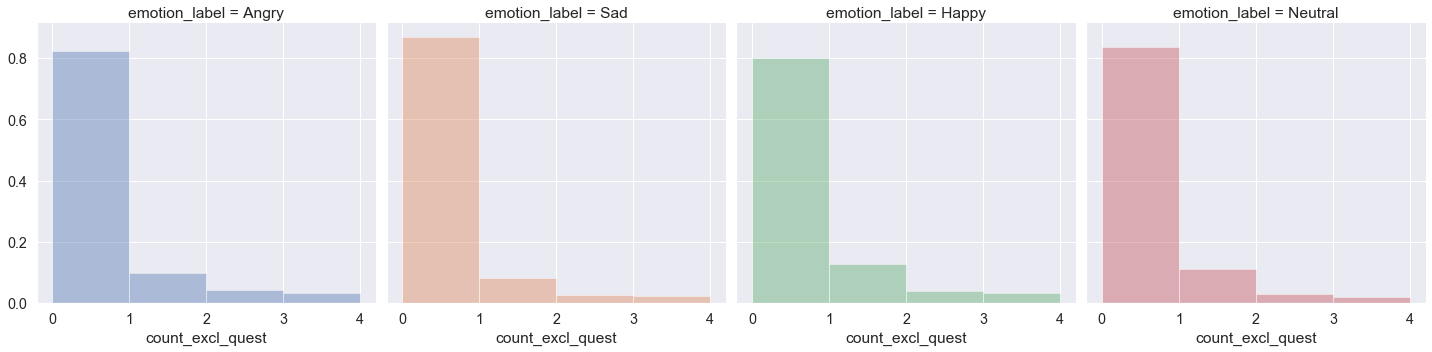 emotion_label = Angry
emotion_label = Sad
emotion_label = Happy
emotion_label = Neutral
0.8
0.6
0.4
0.2
0.0
0 1 2 3 4
0 1 2 3 4
0 1 2 3 4
0 1 2 3 4
count_excl_quest
count_excl_quest
count_excl_quest
count_excl_quest